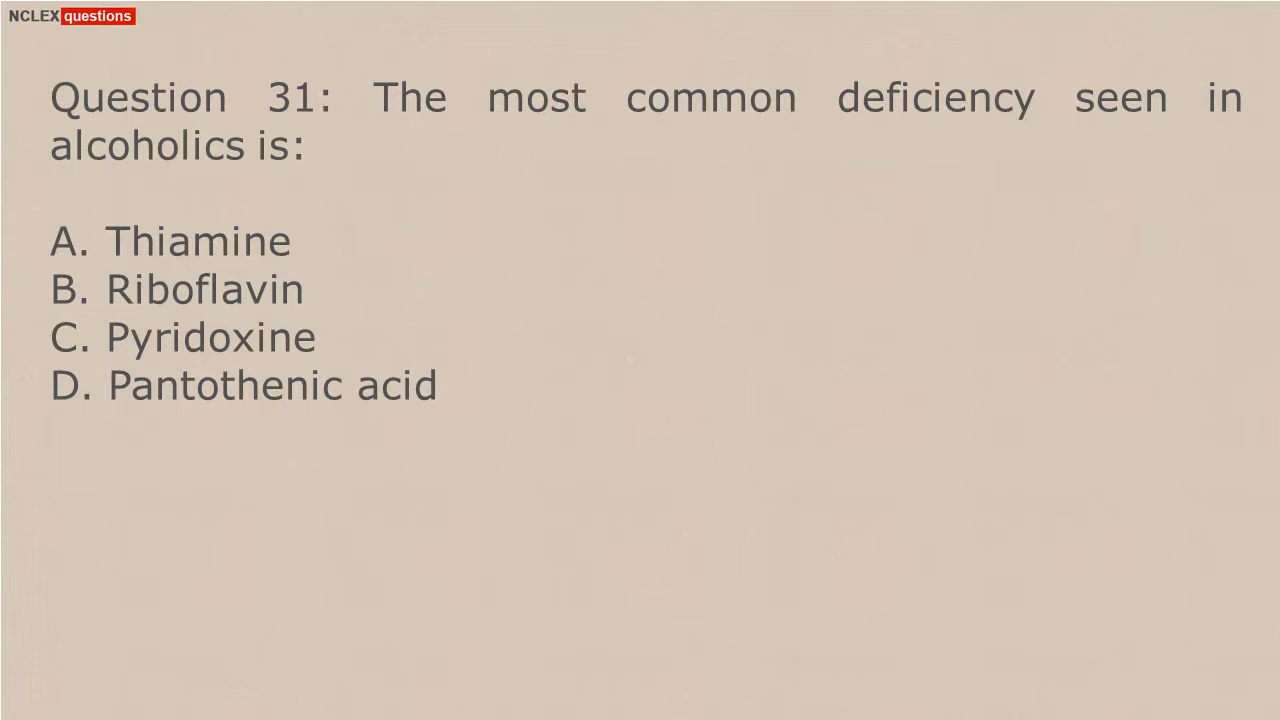 NCLEX questions
Question 31: The most common deficiency seen in
alcoholics is:
A. Thiamine
B. Riboflavin
C. Pyridoxine
D. Pantothenic acid